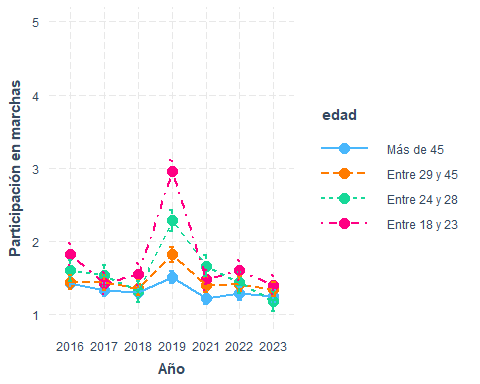 5
4
3
2
1
Participación en marchas
2016 2017 2018 2019 2021 2022 2023
Año
edad
Más de 45
Entre 29 y 45
Entre 24 y 28
Entre 18 y 23